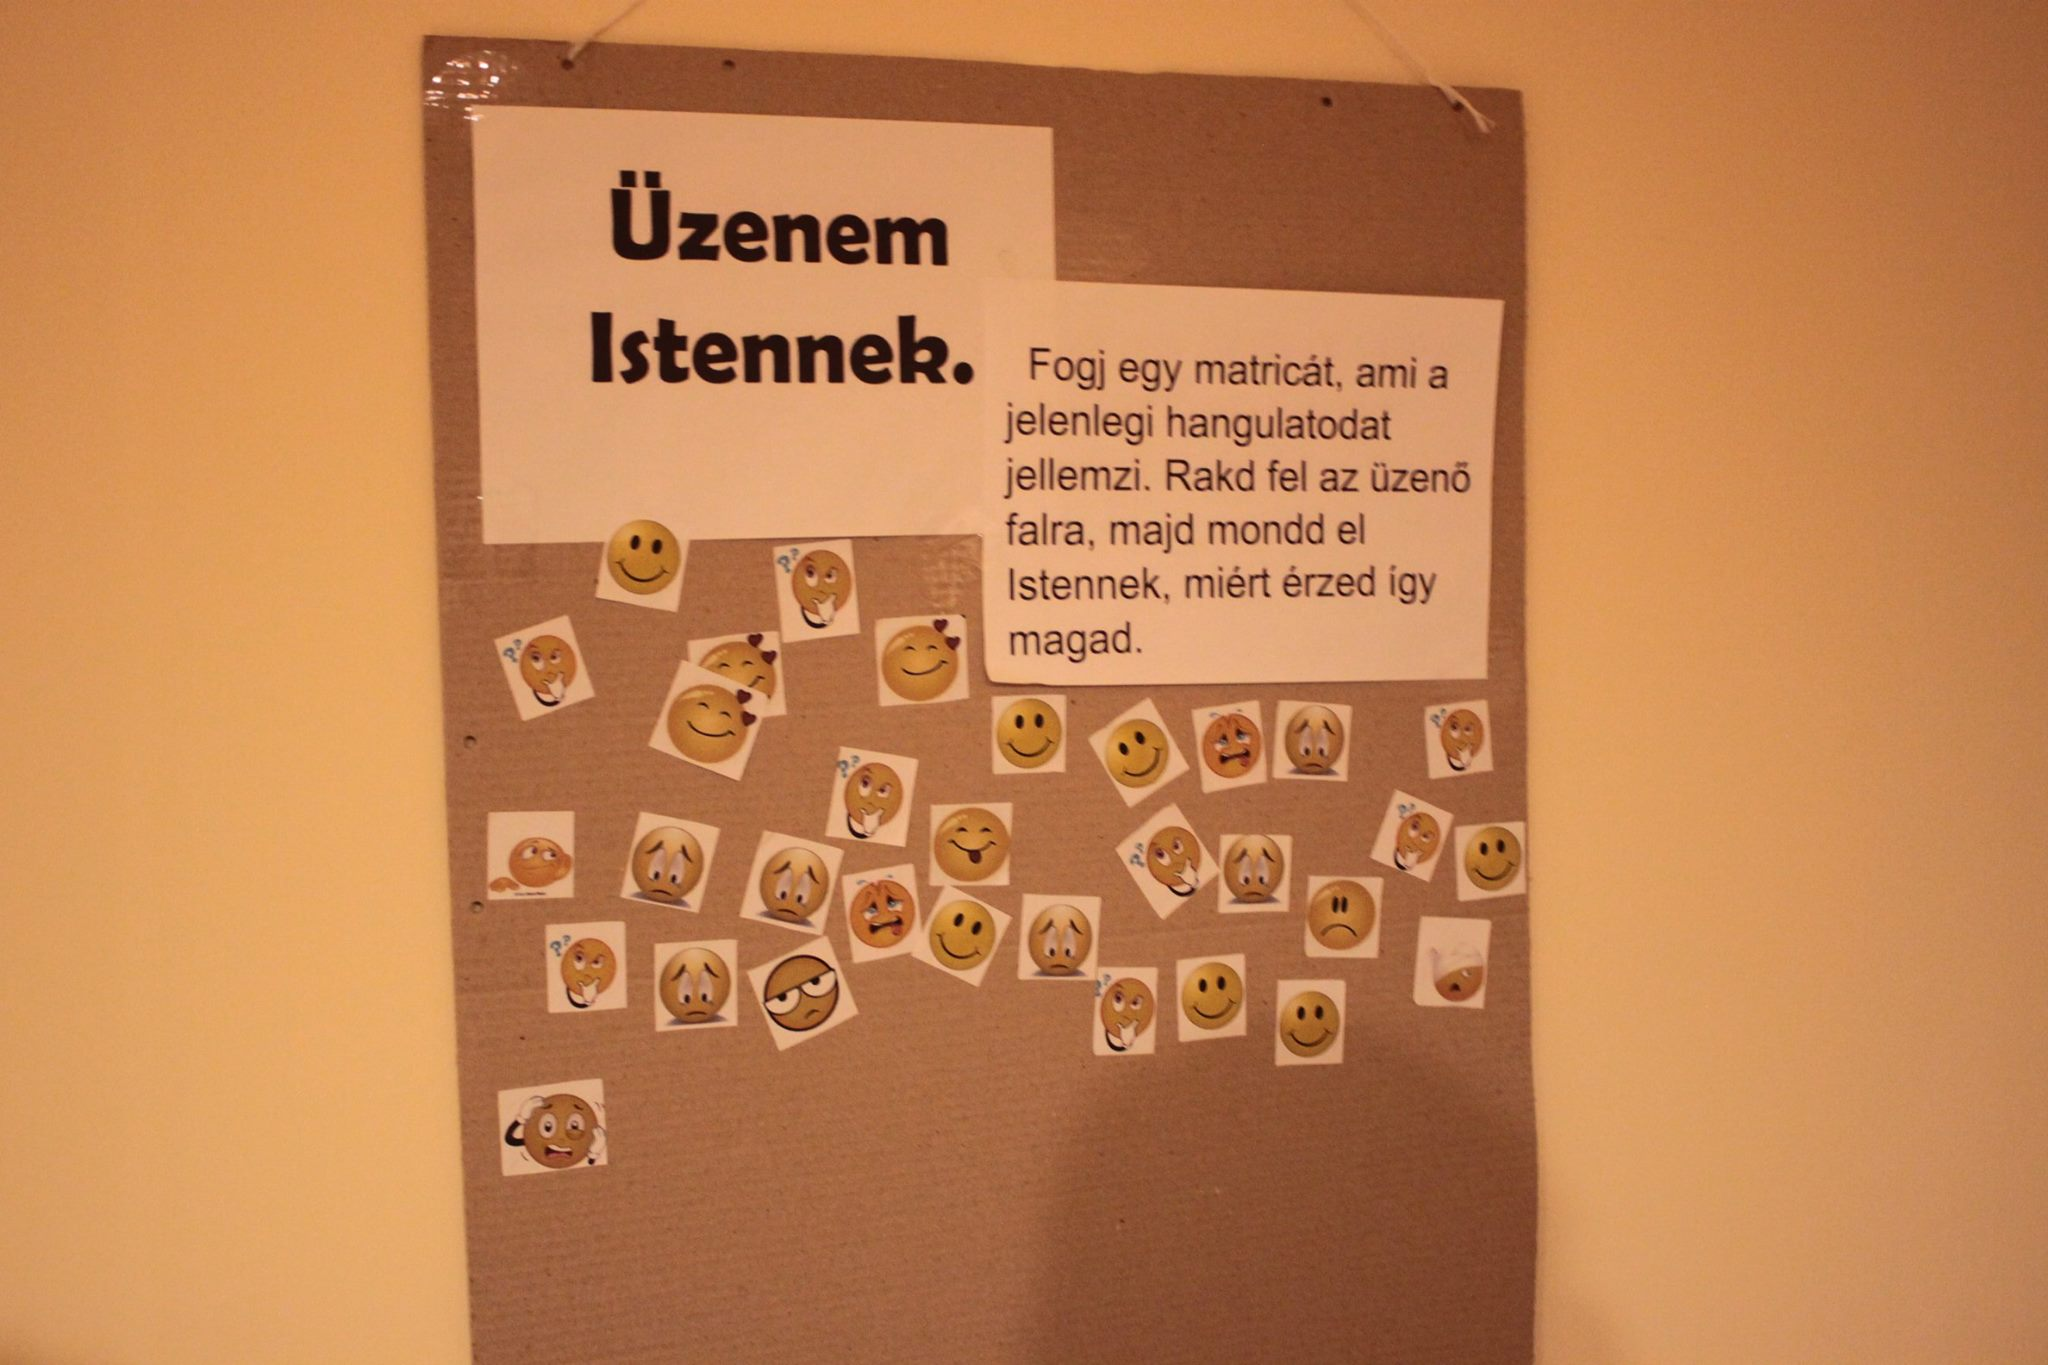 Üzenem
Istennek.
Fogj egy matricát, ami a
jelenlegi hangulatodat
jellemzi. Rakd fel az üzenő
falra, majd mondd el
Istennek, miért érzed így
magad.